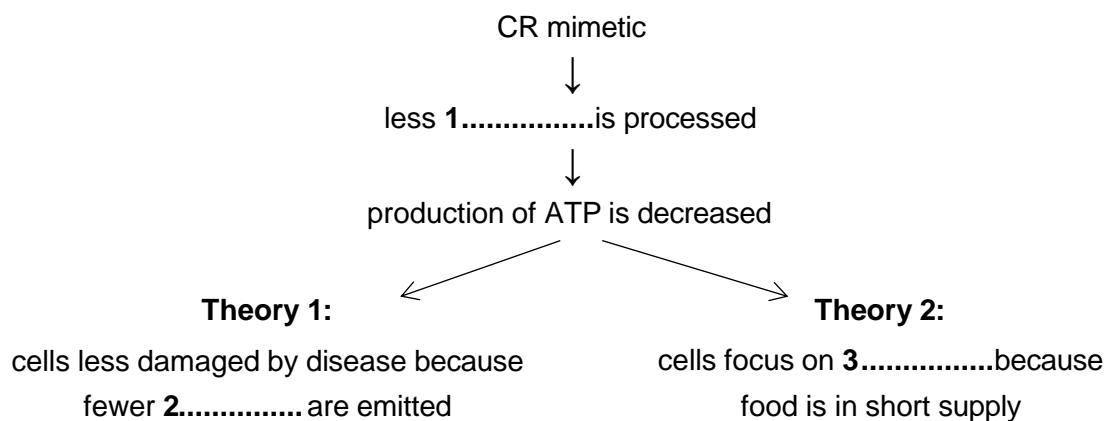 CR mimetic
↓
less 1................is processed
↓
production of ATP is decreased
Theory 1:
cells less damaged by disease because
fewer 2............... are emitted
Theory 2:
cells focus on 3................because
food is in short supply